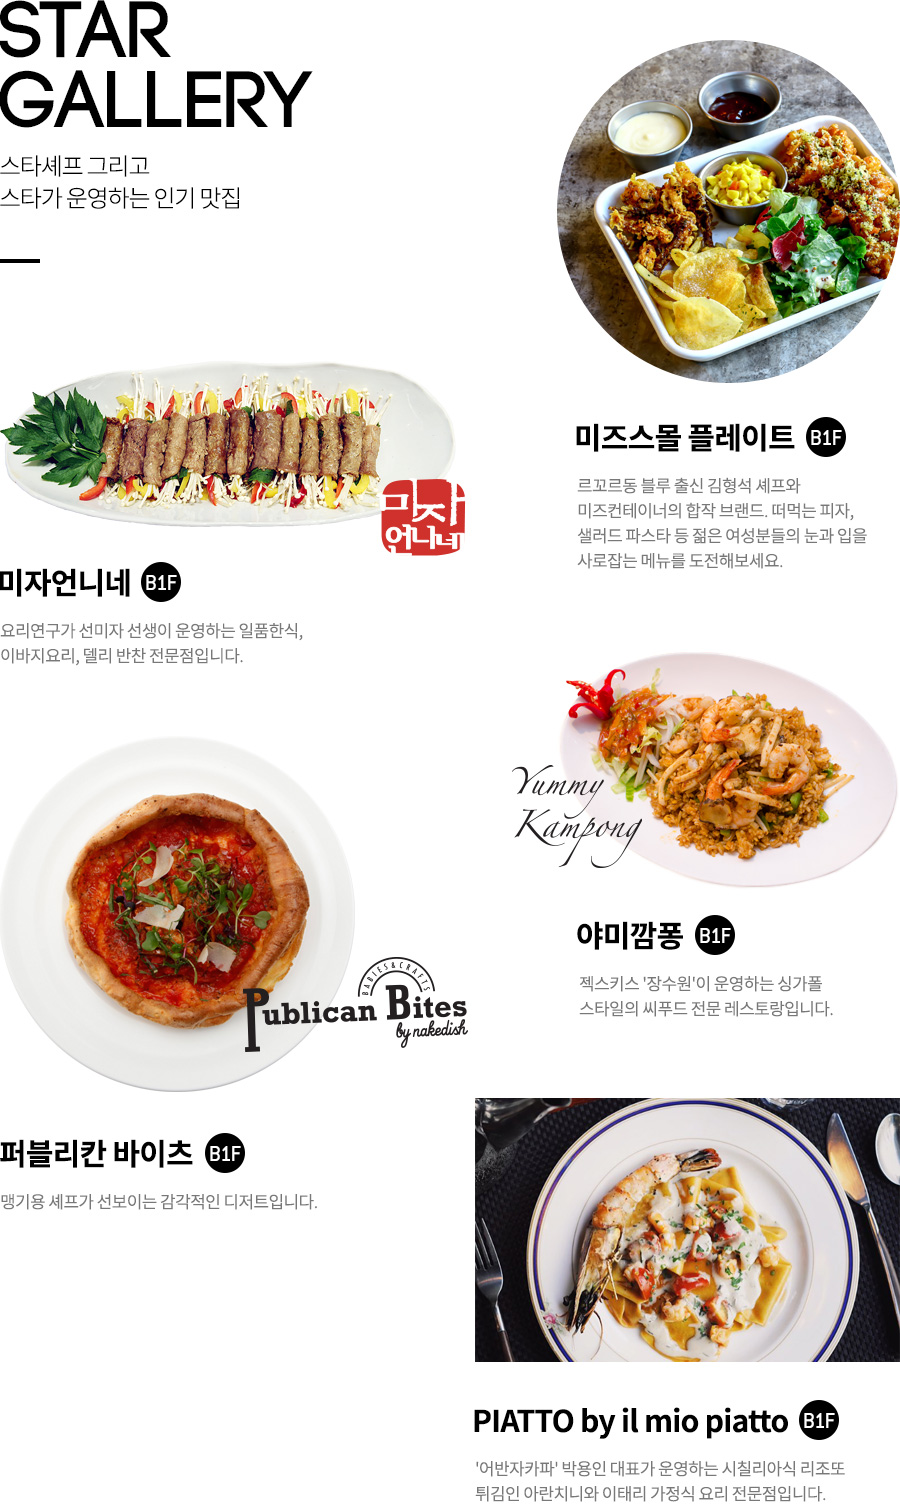 STAR
GALLERY
스타셰프 그리고
스타가 운영하는 인기 맛집
미즈스몰 플레이트 B1F
르꼬르동 블루 출신 김형석 셰프와
미즈컨테이너의 합작 브랜드. 떠먹는 피자,
샐러드 파스타 등 젊은 여성분들의 눈과 입을
사로잡는 메뉴를 도전해보세요.
미자언니네
미자언니네 B1F
요리연구가 선미자 선생이 운영하는 일품한식,
이바지요리, 델리 반찬 전문점입니다.
Yummy
Kampong
야미깜퐁 B1F
젝스키스 '장수원'이 운영하는 싱가폴
스타일의 씨푸드 전문 레스토랑입니다.
BABIES&CRAFTS
Publican Bites
by nakedish
퍼블리칸 바이츠 B1F
맹기용 셰프가 선보이는 감각적인 디저트입니다.
PIATTO by il mio piatto B1F
'어반자카파' 박용인 대표가 운영하는 시칠리아식 리조또
튀김인 아란치니와 이태리 가정식 요리 전문점입니다.